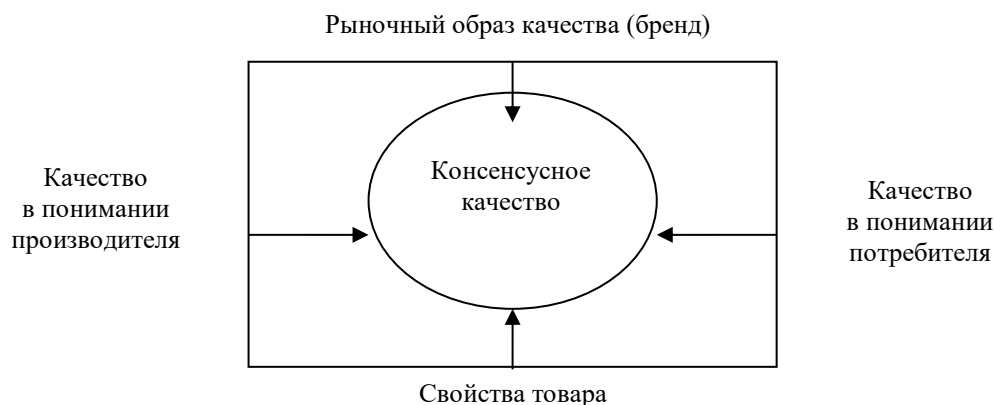 Рыночный образ качества (бренд)
Качество
в понимании
производителя
Консенсусное
качество
Качество
в понимании
потребителя
Свойства товара